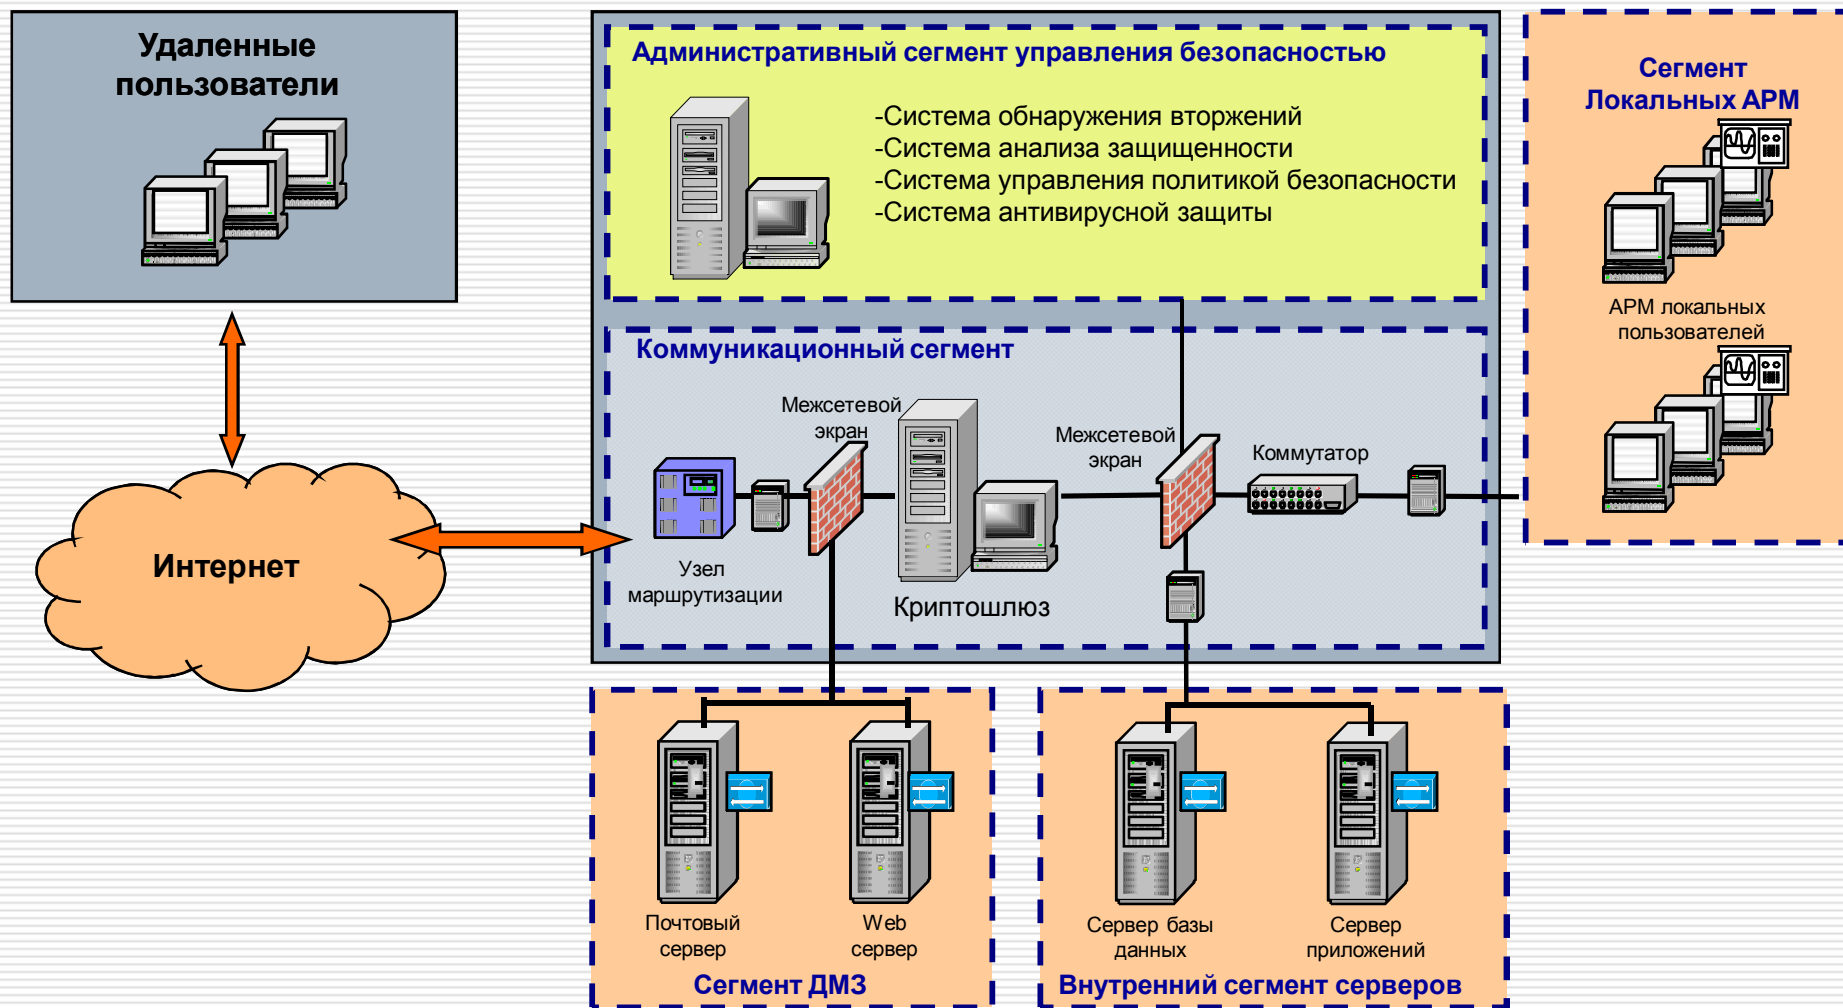 Удаленные
пользователи
Административный сегмент управления безопасностью
-Система обнаружения вторжений
-Система анализа защищенности
-Система управления политикой безопасности
-Система антивирусной защиты
Сегмент
Локальных АРМ
АРМ локальных
пользователей
Коммуникационный сегмент
Межсетевой
экран
Межсетевой
экран
Коммутатор
Узел
маршрутизации
Криптошлюз
Интернет
Почтовый
сервер
Web
сервер
Сегмент ДМЗ
Сервер базы
данных
Сервер
приложений
Внутренний сегмент серверов